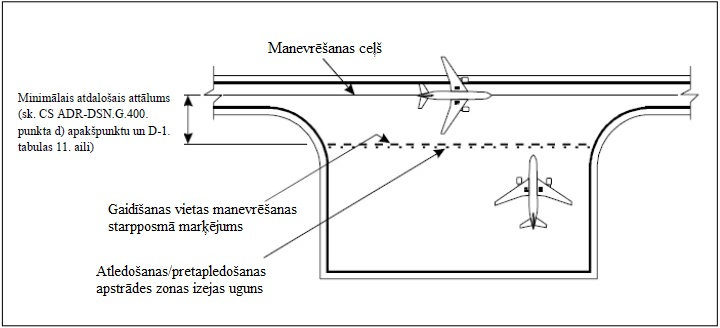 Manevrēšanas ceļš
Minimālais atdalošais attālums
(sk. CS ADR-DSN.G.400.
punkta d) apakšpunktu un D-1.
tabulas 11. aili)
Gaidīšanas vietas manevrēšanas
starpposmā marķējums
Atledošanas/pretapledošanas
apstrādes zonas izejas uguns